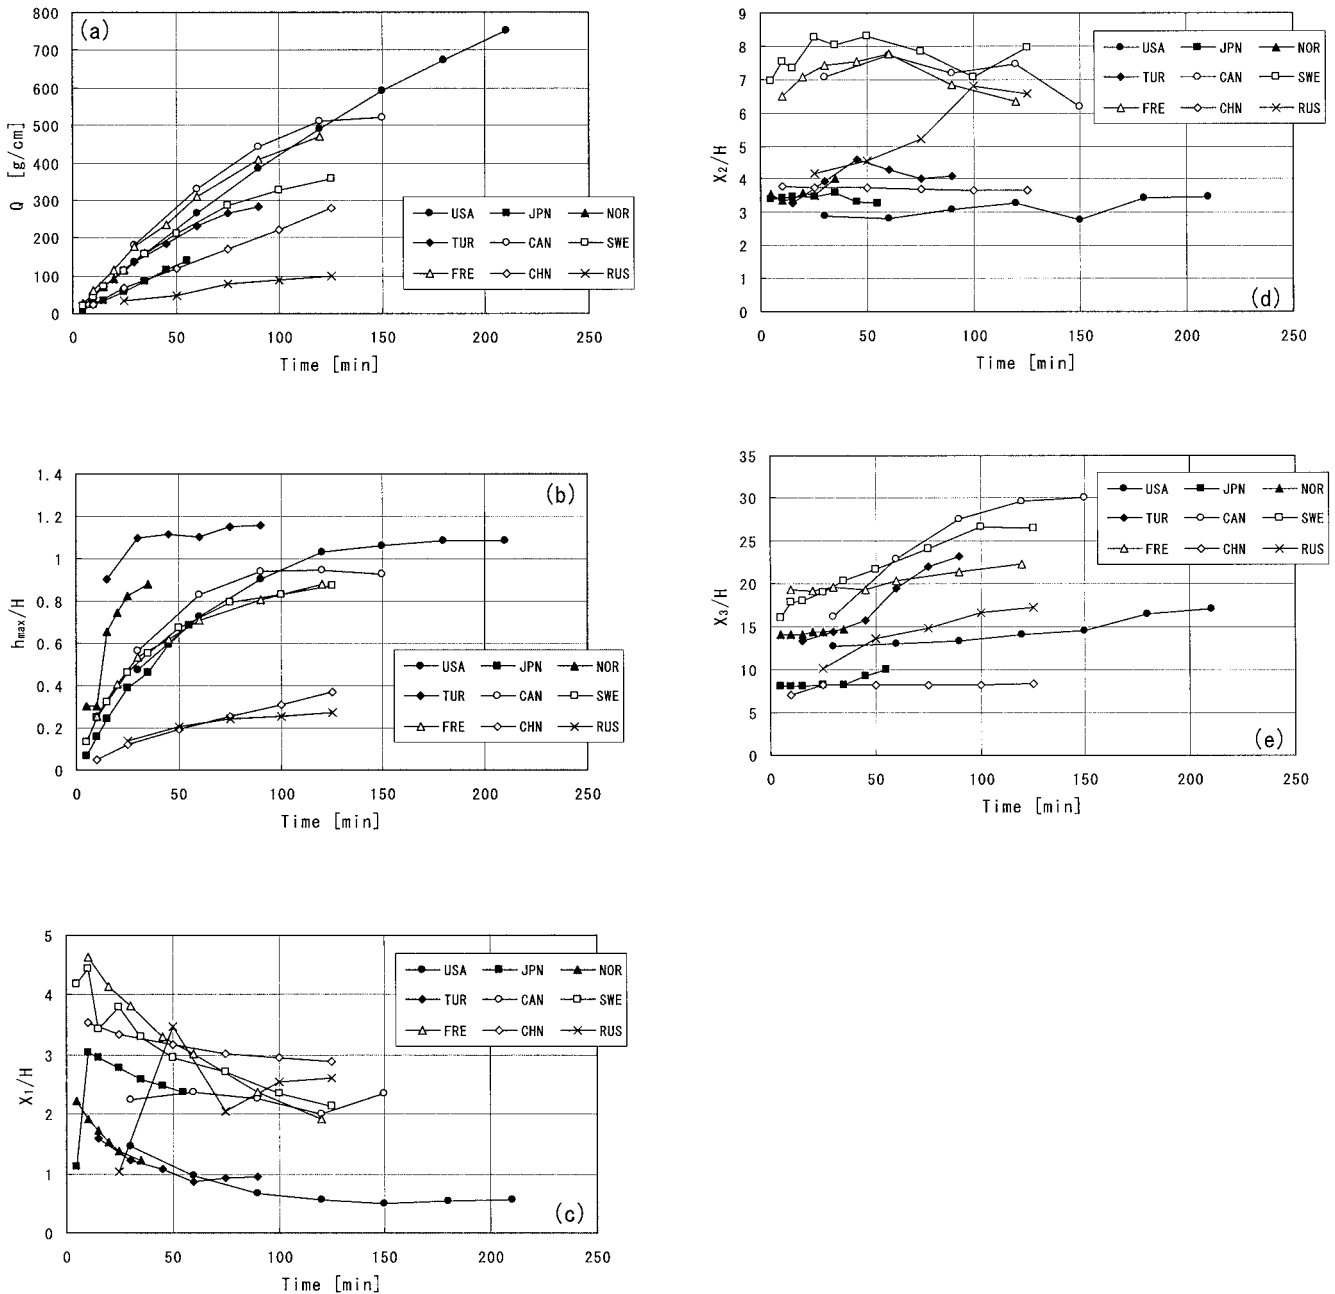 (a)
Q [g/cm]
800
700
600
500
400
300
200
100
0
0 50 100 150 200 250
Time [min]
USA JPN NOR
TUR CAN SWE
FRE CHN RUS
(b)
hmax/H
1.4
1.2
1
0.8
0.6
0.4
0.2
0
0 50 100 150 200 250
Time [min]
USA JPN NOR
TUR CAN SWE
FRE CHN RUS
(c)
X1/H
5
4
3
2
1
0
0 50 100 150 200 250
Time [min]
USA JPN NOR
TUR CAN SWE
FRE CHN RUS
(d)
X2/H
9
8
7
6
5
4
3
2
1
0
0 50 100 150 200 250
Time [min]
USA JPN NOR
TUR CAN SWE
FRE CHN RUS
(e)
X3/H
35
30
25
20
15
10
5
0
0 50 100 150 200 250
Time [min]
USA JPN NOR
TUR CAN SWE
FRE CHN RUS